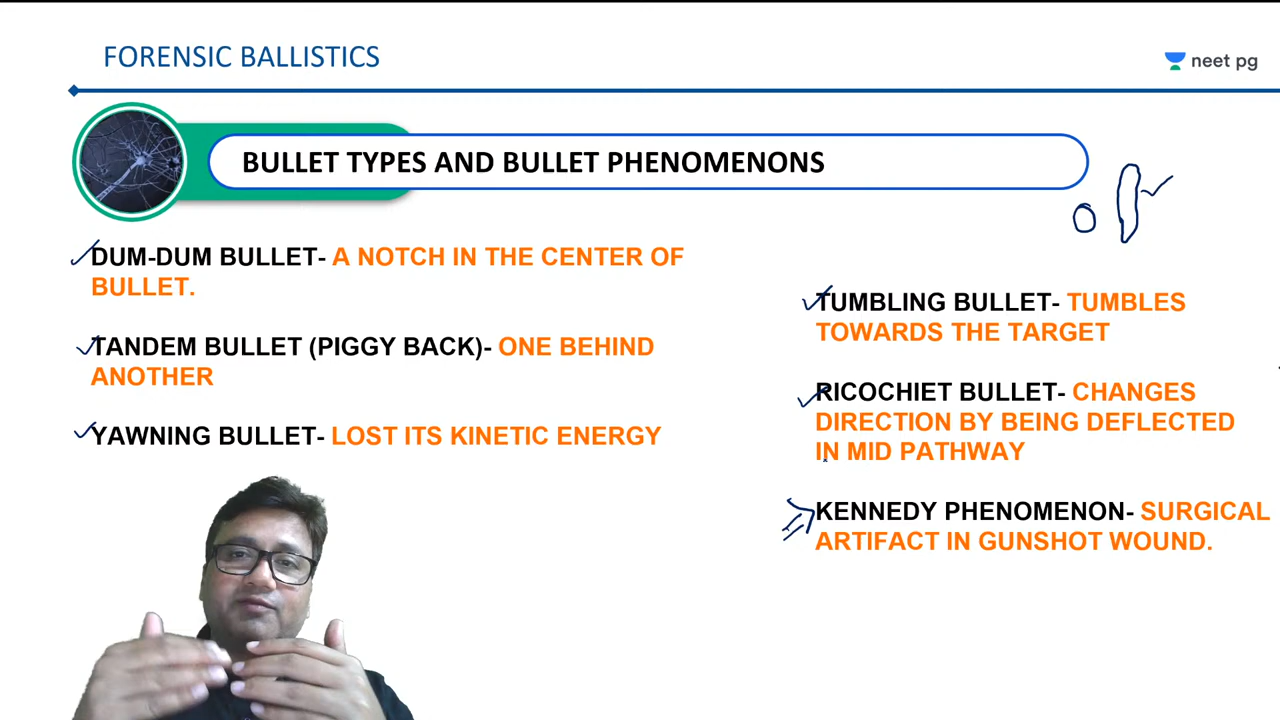 FORENSIC BALLISTICS
neet pg
BULLET TYPES AND BULLET PHENOMENONS
DUM-DUM BULLET- A NOTCH IN THE CENTER OF
BULLET.
TANDEM BULLET (PIGGY BACK)- ONE BEHIND
ANOTHER
YAWNING BULLET- LOST ITS KINETIC ENERGY
TUMBLING BULLET- TUMBLES
TOWARDS THE TARGET
RICOCHIET BULLET- CHANGES
DIRECTION BY BEING DEFLECTED
IN MID PATHWAY
KENNEDY PHENOMENON- SURGICAL
ARTIFACT IN GUNSHOT WOUND.